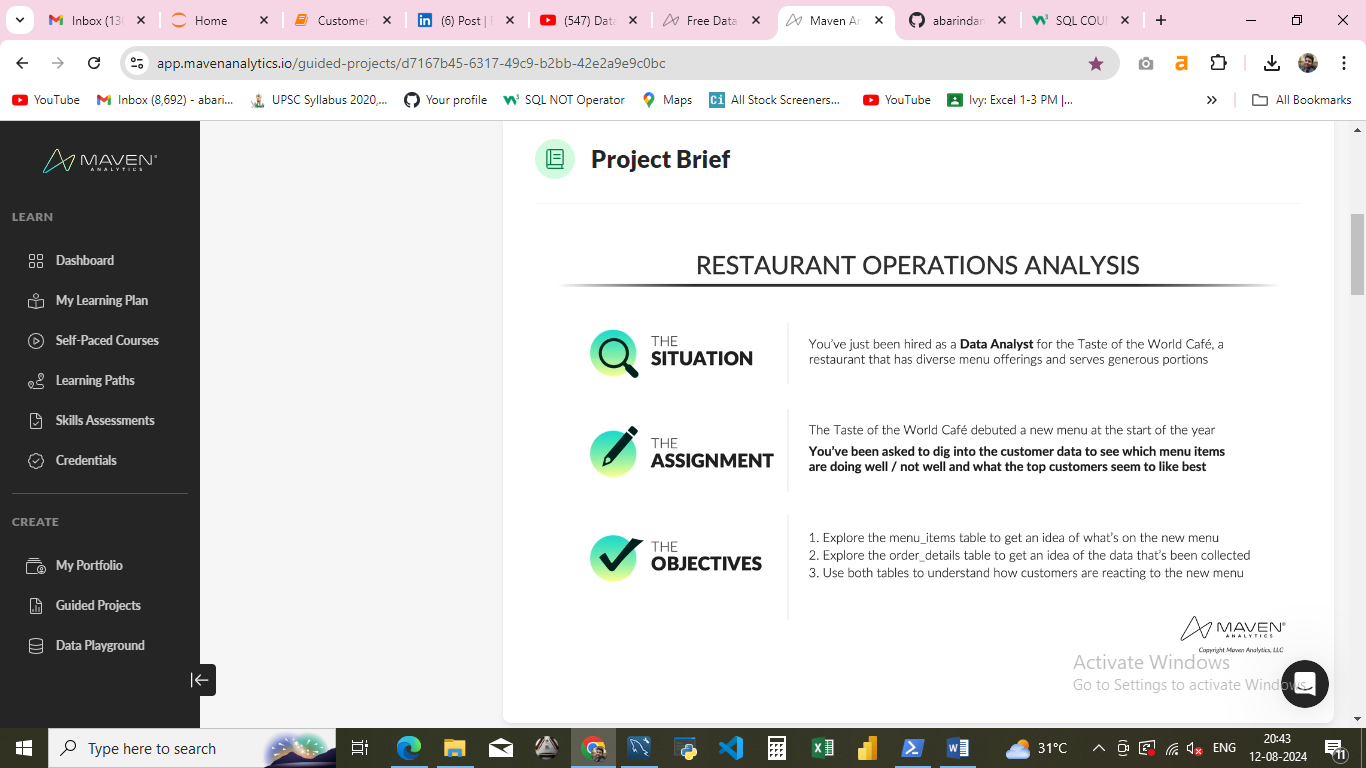 Inbox (130
Home
Customer
(6) Post |
(547) Data
Free Data
Maven An
abarindan
SQL COU
app.mavenanalytics.io/guided-projects/d7167b45-6317-49c9-b2bb-42e2a9e9c0bc
YouTube
Inbox (8,692) - abari...
UPSC Syllabus 2020,...
Your profile
SQL NOT Operator
Maps
All Stock Screeners...
YouTube
Ivy: Excel 1-3 PM |...
All Bookmarks
MAVEN
ANALYTICS
LEARN
Dashboard
My Learning Plan
Self-Paced Courses
Learning Paths
Skills Assessments
Credentials
CREATE
My Portfolio
Guided Projects
Data Playground
Project Brief
RESTAURANT OPERATIONS ANALYSIS
THE
SITUATION
You've just been hired as a Data Analyst for the Taste of the World Café, a
restaurant that has diverse menu offerings and serves generous portions
THE
ASSIGNMENT
The Taste of the World Café debuted a new menu at the start of the year
You've been asked to dig into the customer data to see which menu items
are doing well / not well and what the top customers seem to like best
THE
OBJECTIVES
1. Explore the menu_items table to get an idea of what's on the new menu
2. Explore the order_details table to get an idea of the data that's been collected
3. Use both tables to understand how customers are reacting to the new menu
MAVEN
ANALYTICS
Copyright Maven Analytics, LLC
Activate Windows
Go to Settings to activate Windows.
Type here to search
31°C
ENG
20:43
12-08-2024
11